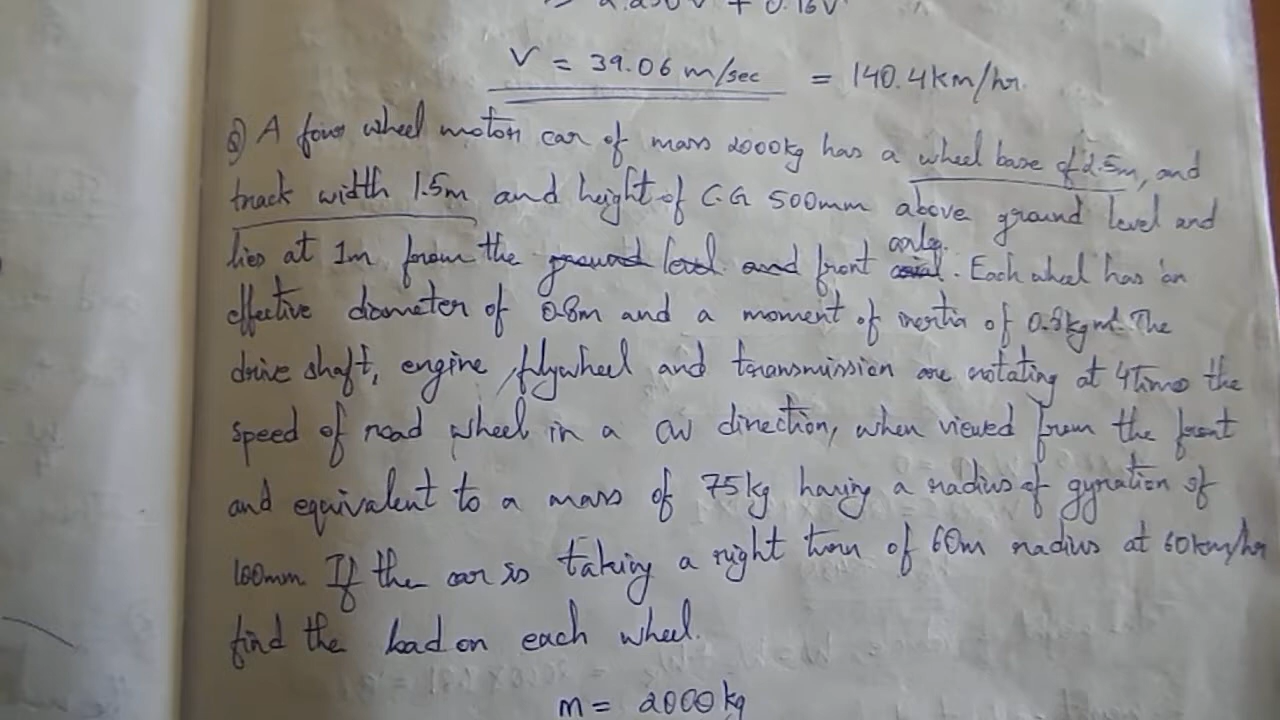 V = 39.06 m/sec = 140.4 km/hr.
Q) A four wheel motor car of mass 2000kg has a wheel base of 2.5m, and
track width 1.5m and height of C.G 500mm above ground level and
lies at 1m from the ground level and front axial axle. Each wheel has an
effective diameter of 0.8m and a moment of inertia of 0.8kgm². The
drive shaft, engine, flywheel and transmission are rotating at 4 times the
speed of road wheel in a CW direction, when viewed from the front
and equivalent to a mass of 75kg having a radius of gyration of
100mm. If the car is taking a right turn of 60m radius at 60km/hr
find the load on each wheel.
m = 2000 kg